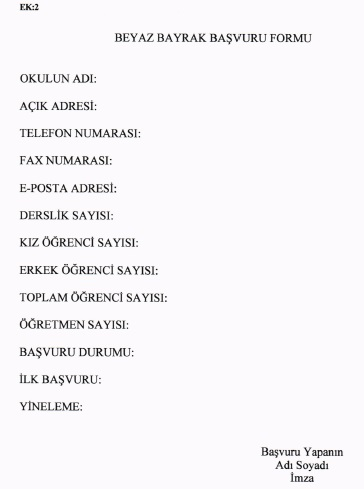 EK:2
BEYAZ BAYRAK BAŞVURU FORMU
OKULUN ADI:
AÇIK ADRESİ:
TELEFON NUMARASI:
FAX NUMARASI:
E-POSTA ADRESİ:
DERSLİK SAYISI:
KIZ ÖĞRENCİ SAYISI:
ERKEK ÖĞRENCİ SAYISI:
TOPLAM ÖĞRENCİ SAYISI:
ÖĞRETMEN SAYISI:
BAŞVURU DURUMU:
İLK BAŞVURU:
YİNELEME:
Başvuru Yapanın
Adı Soyadı
İmza